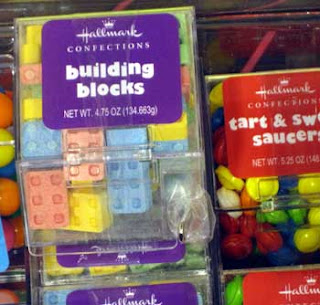 Hallmark
CONFECTIONS
building
blocks
NET WT. 4.75 OZ (134.663g)
Hallmark
CONFECTIONS
tart & sw
saucers
NET WT. 5.25 OZ (148
Hallmark
Hallmark